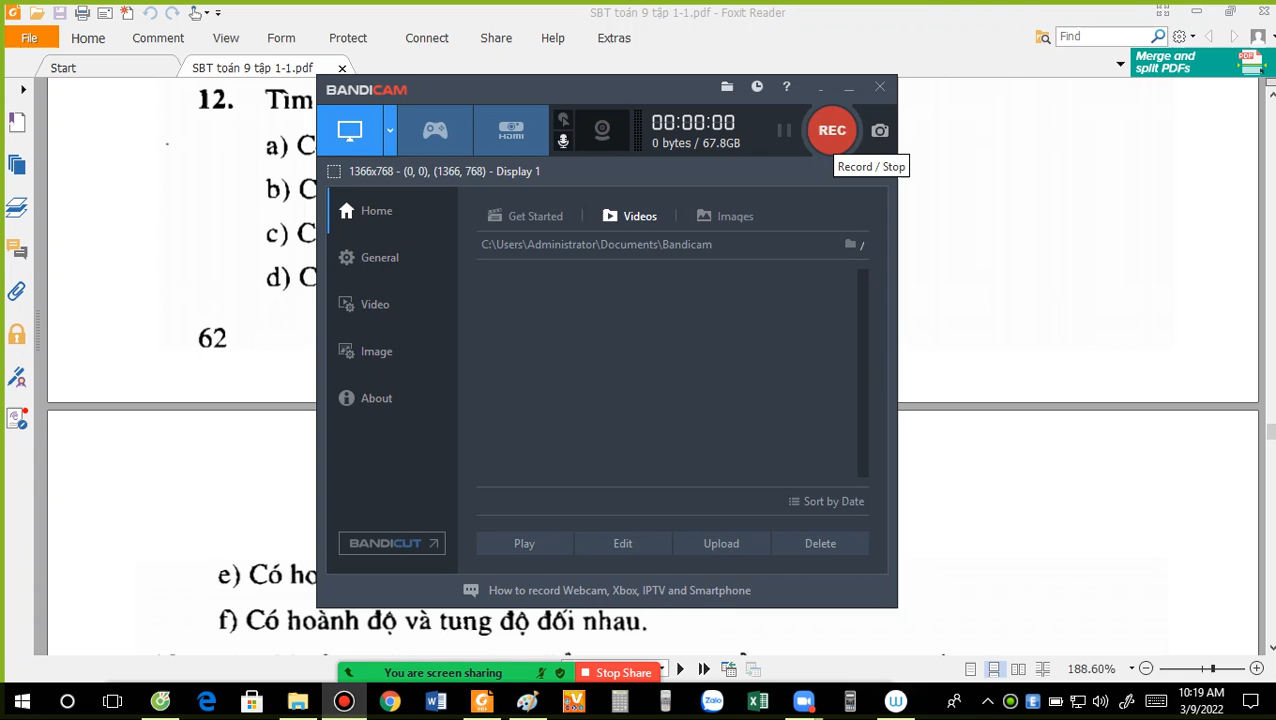 SBT toán 9 tập 1-1.pdf - Foxit Reader
File Home Comment View Form Protect Connect Share Help Extras Find
Start SBT toán 9 tập 1-1.pdf
Merge and split PDFs
12. Tìm
a) C
b) C
c) C
d) C
62
BANDICAM
HDMI
00:00:00
0 bytes / 67.8GB
REC
Record / Stop
1366x768 - (0, 0), (1366, 768) - Display 1
Home
General
Video
Image
About
BANDICUT
Get Started Videos Images
C:\Users\Administrator\Documents\Bandicam
/
Sort by Date
Play Edit Upload Delete
How to record Webcam, Xbox, IPTV and Smartphone
e) Có ho
f) Có hoành độ và tung độ đối nhau.
You are screen sharing Stop Share
188.60%
Zalo
10:19 AM
3/9/2022